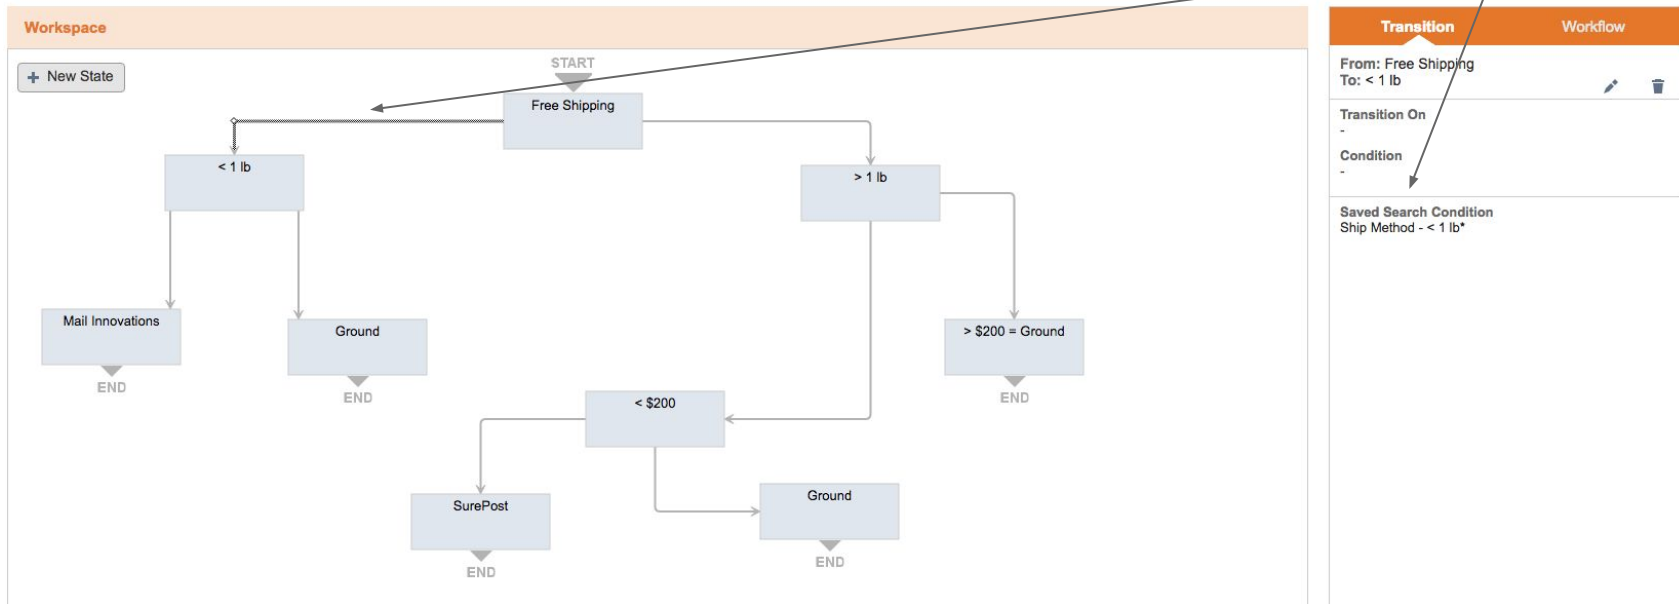 Workspace
Transition
Workflow
+ New State
START
From: Free Shipping
To: < 1 lb
Free Shipping
Transition On
-
Condition
-
< 1 lb
> 1 lb
Saved Search Condition
Ship Method - < 1 lb*
Mail Innovations
Ground
> $200 = Ground
END
END
END
< $200
SurePost
Ground
END
END